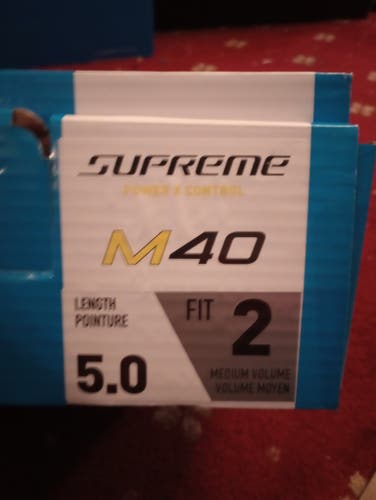 SUPREME
POWER X CONTROL
M40
LENGTH
POINTURE
5.0
FIT
2
MEDIUM VOLUME
VOLUME MOYEN